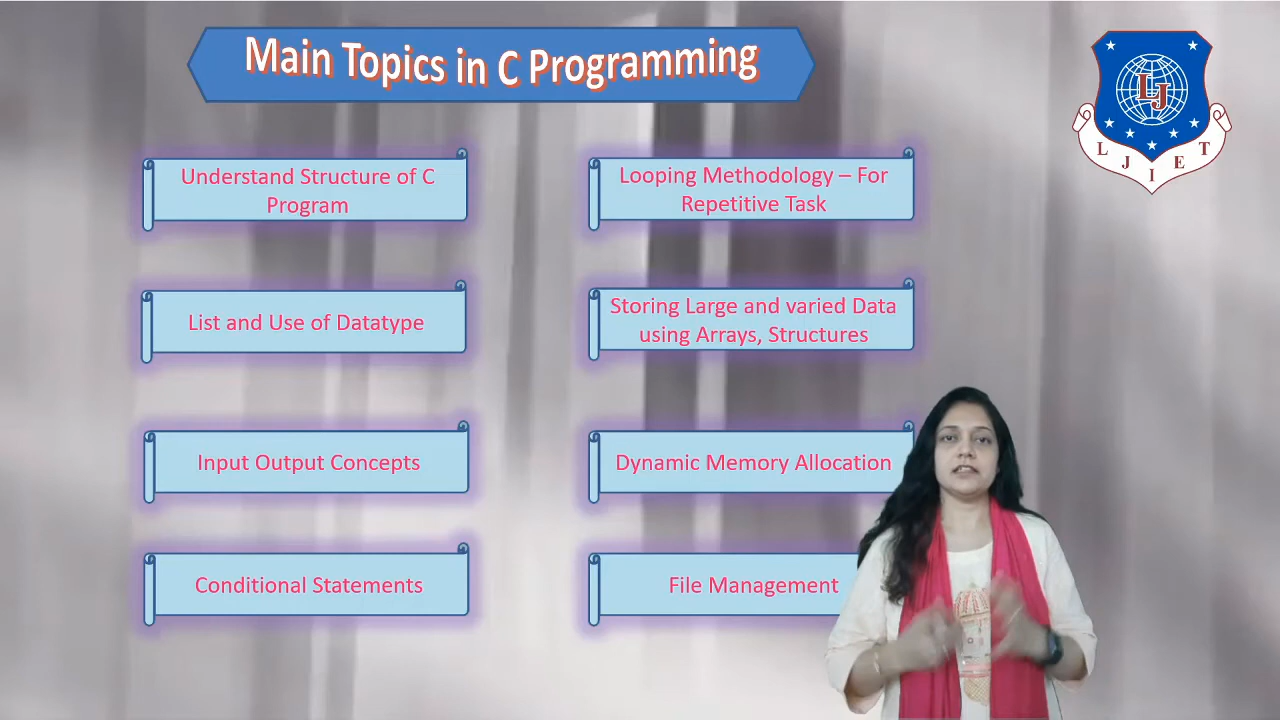 Main Topics in C Programming
Understand Structure of C
Program
List and Use of Datatype
Input Output Concepts
Conditional Statements
Looping Methodology – For
Repetitive Task
Storing Large and varied Data
using Arrays, Structures
Dynamic Memory Allocation
File Management
LJ
LJIET